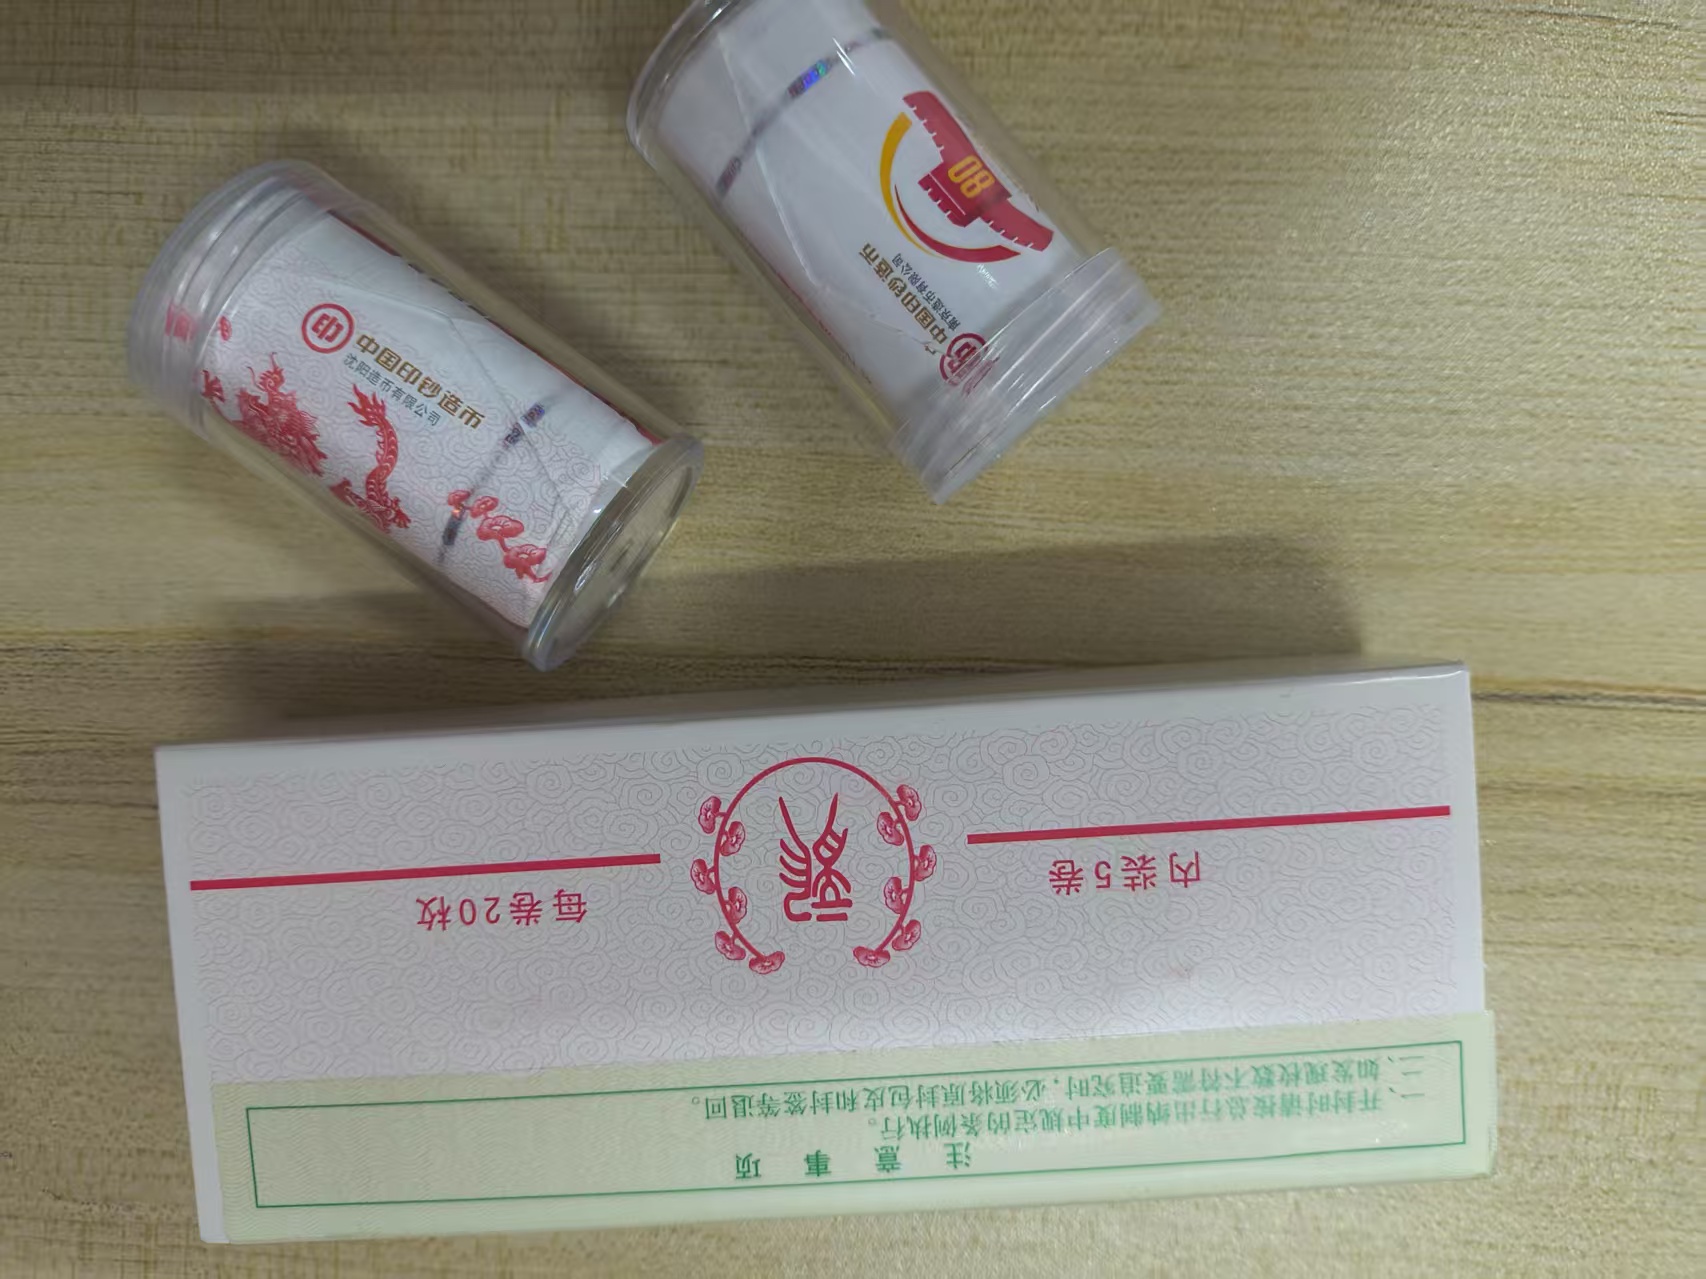 中国印钞造币
沈阳造币有限公司
80
中国印钞造币
南京造币有限公司
内装5卷
每卷20枚
注意事项
一、开封时请按总行出纳制度中规定的条例执行。
二、如发现枚数不符需要追究时，必须将原封包皮和封签等退回。